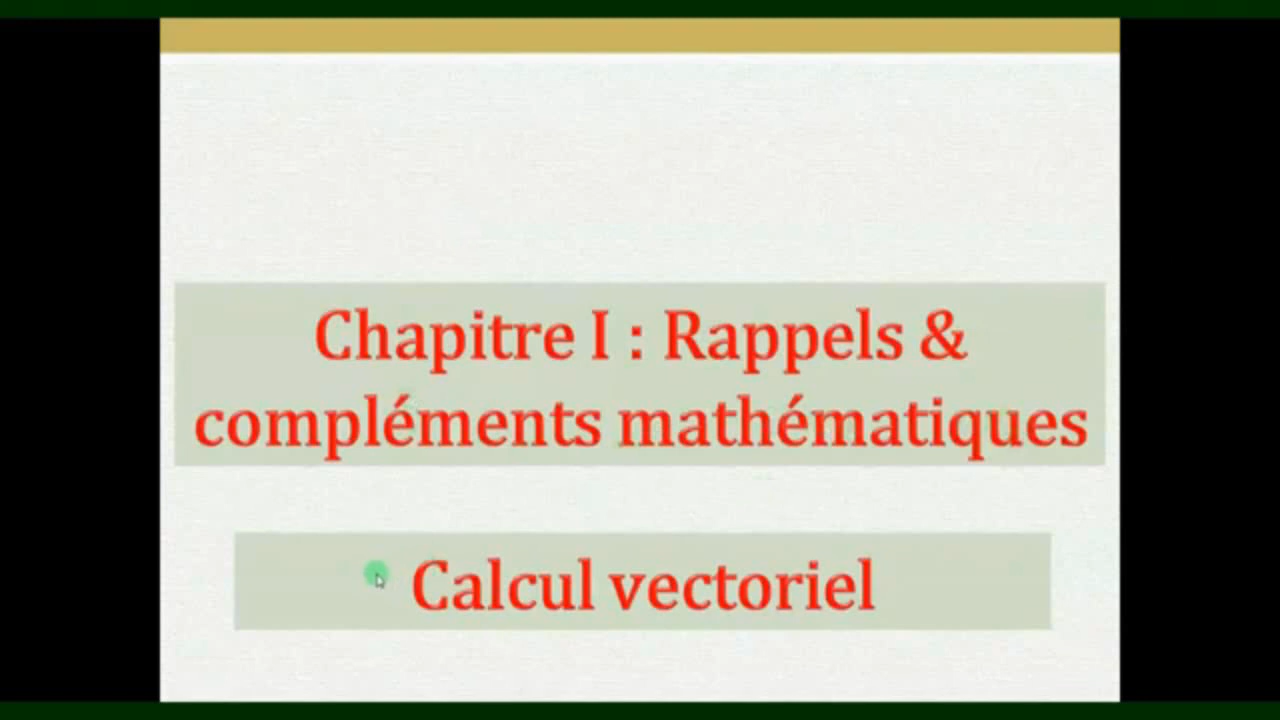 Chapitre I : Rappels &
compléments mathématiques
Calcul vectoriel